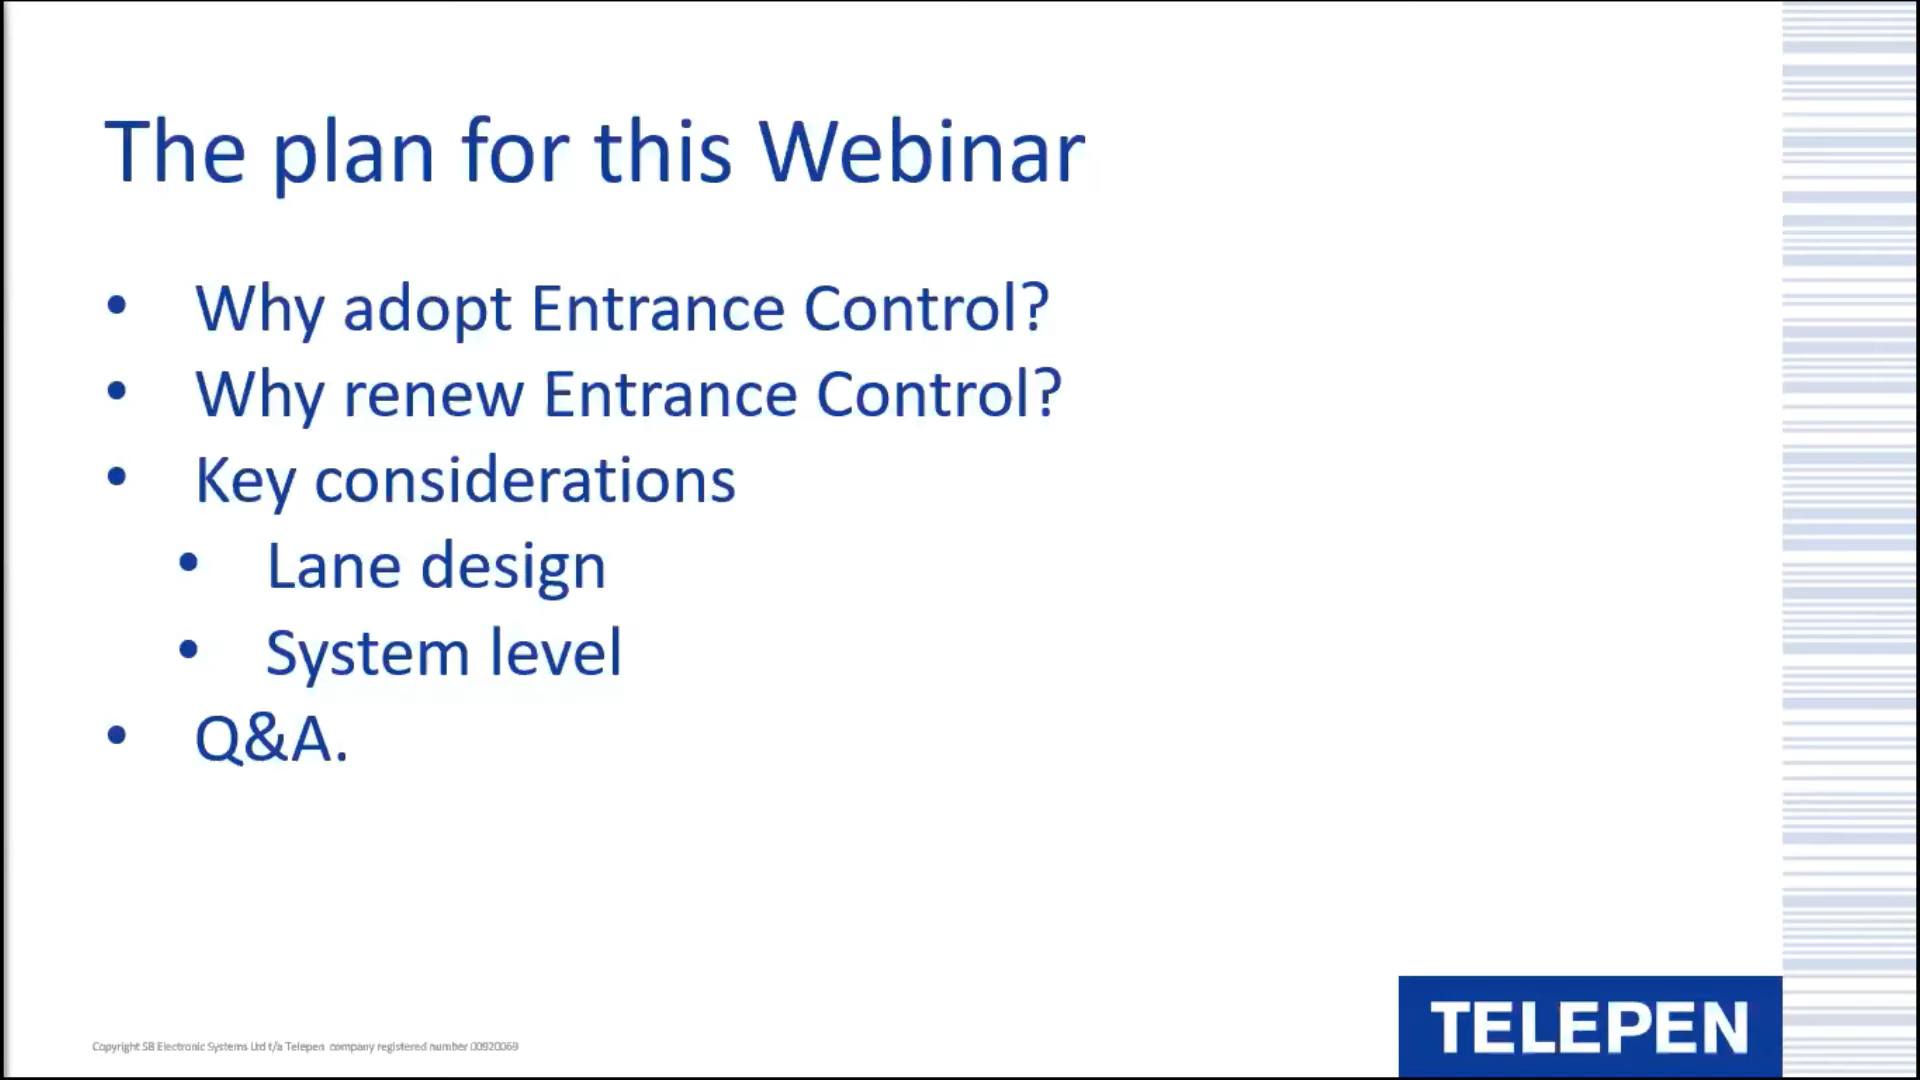 The plan for this Webinar
• Why adopt Entrance Control?
• Why renew Entrance Control?
• Key considerations
• Lane design
• System level
• Q&A.
TELEPEN
Copyright SB Electronic Systems Ltd t/a Telepen company registered number 00920069